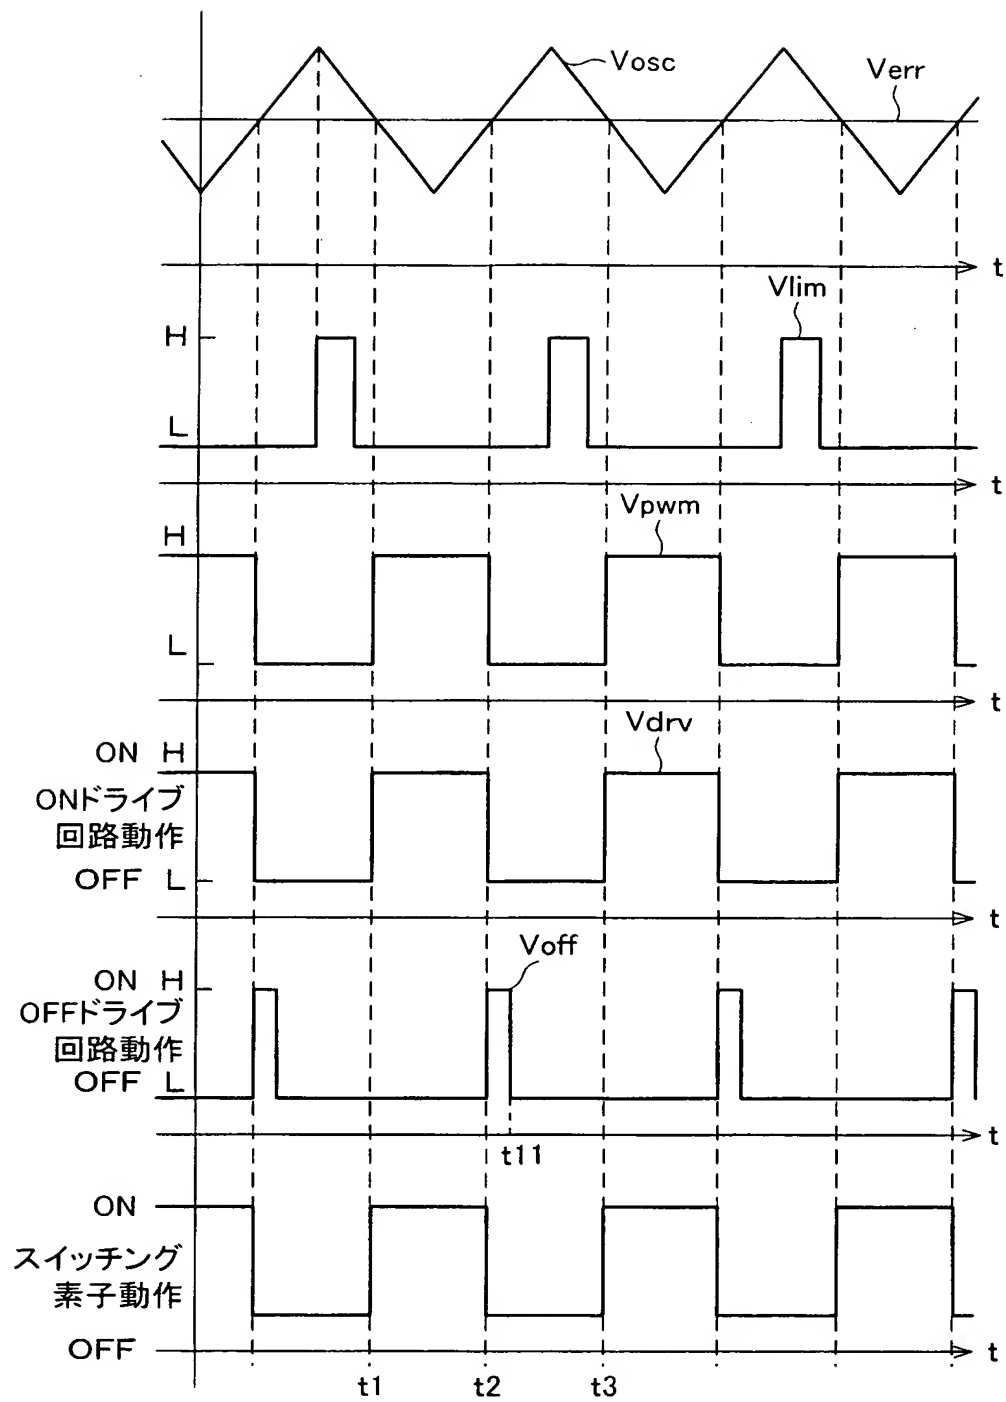 Vosc
Verr
t
Vlim
H
L
t
Vpwm
H
L
t
Vdrv
ON H
ONドライブ
回路動作
OFF L
t
Voff
ON H
OFFドライブ
回路動作
OFF L
t
t11
ON
スイッチング
素子動作
OFF
t
t1 t2 t3